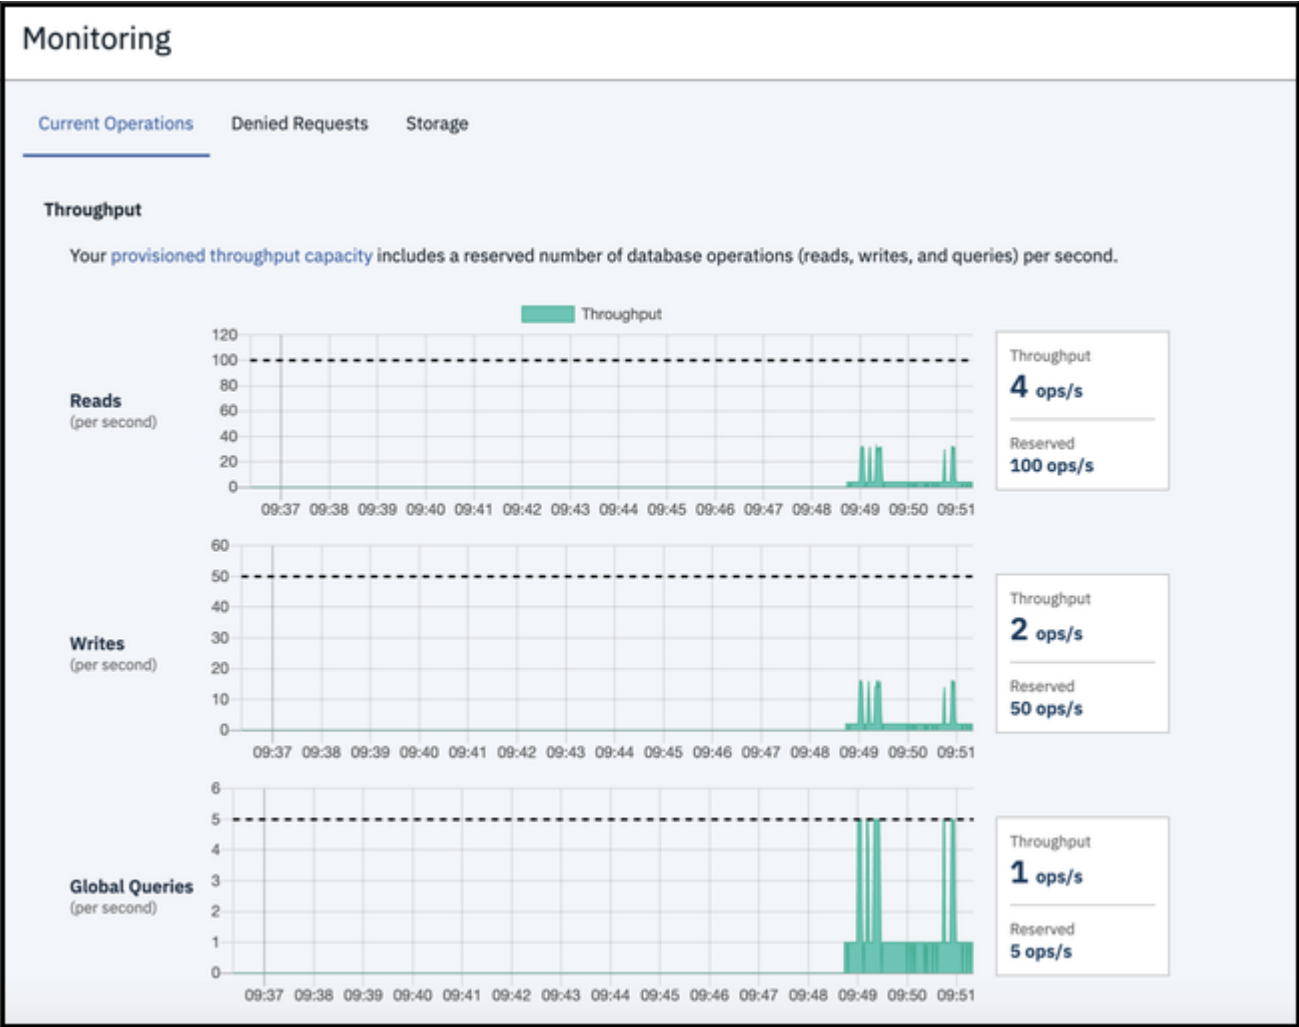 Monitoring
Current Operations Denied Requests Storage
Throughput
Your provisioned throughput capacity includes a reserved number of database operations (reads, writes, and queries) per second.
Throughput
120
100
80
60
40
20
0
Reads
(per second)
09:37 09:38 09:39 09:40 09:41 09:42 09:43 09:44 09:45 09:46 09:47 09:48 09:49 09:50 09:51
Throughput
4 ops/s
Reserved
100 ops/s
60
50
40
30
20
10
0
Writes
(per second)
09:37 09:38 09:39 09:40 09:41 09:42 09:43 09:44 09:45 09:46 09:47 09:48 09:49 09:50 09:51
Throughput
2 ops/s
Reserved
50 ops/s
6
5
4
3
2
1
0
Global Queries
(per second)
09:37 09:38 09:39 09:40 09:41 09:42 09:43 09:44 09:45 09:46 09:47 09:48 09:49 09:50 09:51
Throughput
1 ops/s
Reserved
5 ops/s